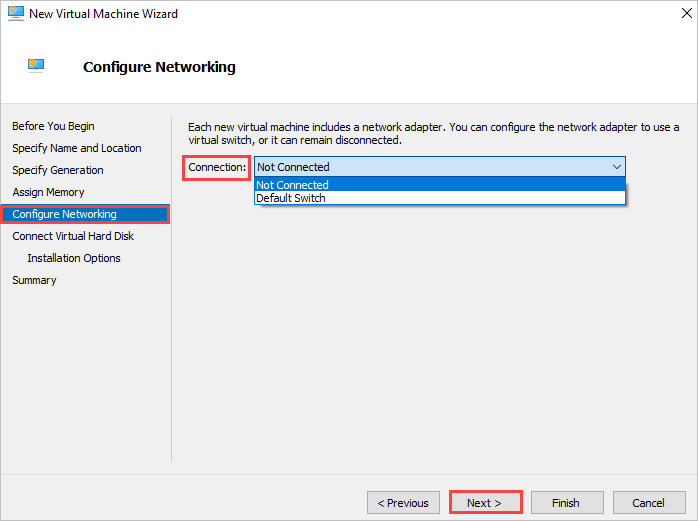 New Virtual Machine Wizard
Configure Networking
Before You Begin
Specify Name and Location
Specify Generation
Assign Memory
Configure Networking
Connect Virtual Hard Disk
Installation Options
Summary
Each new virtual machine includes a network adapter. You can configure the network adapter to use a
virtual switch, or it can remain disconnected.
Connection: Not Connected
Not Connected
Default Switch
< Previous Next > Finish Cancel